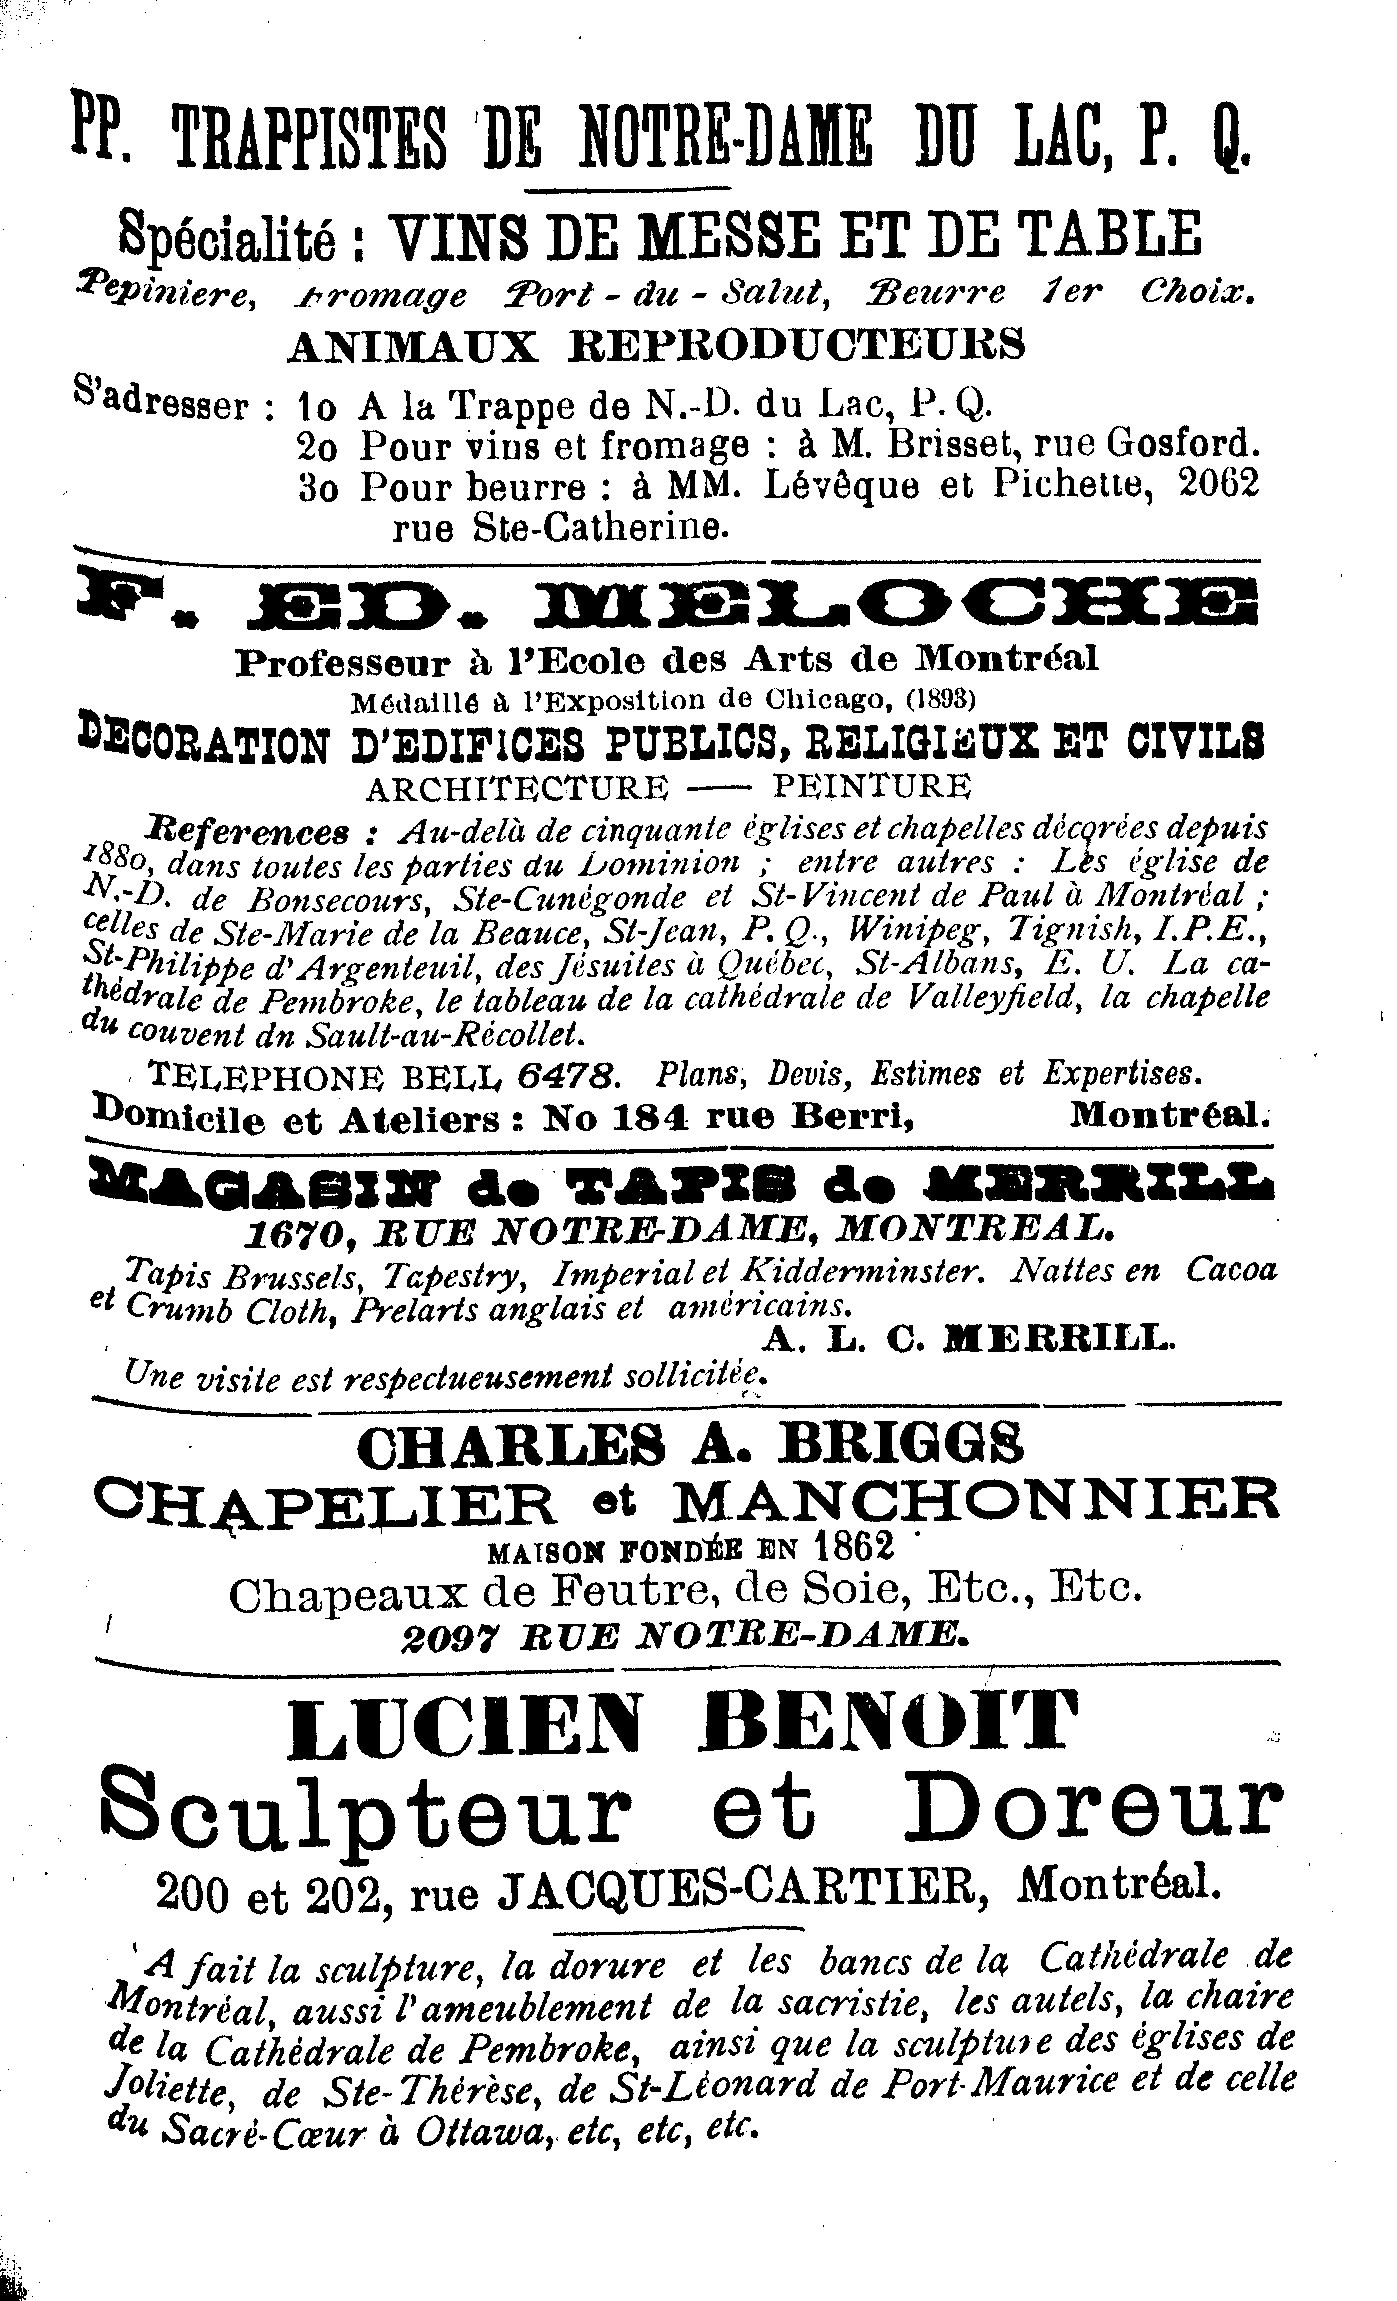 PP. TRAPPISTES DE NOTRE-DAME DU LAC, P. Q.
Spécialité : VINS DE MESSE ET DE TABLE
Pepiniere, Fromage Port - du - Salut, Beurre 1er Choix.
ANIMAUX REPRODUCTEURS
S'adresser : 1o A la Trappe de N.-D. du Lac, P. Q.
2o Pour vins et fromage : à M. Brisset, rue Gosford.
3o Pour beurre : à MM. Lévêque et Pichette, 2062
rue Ste-Catherine.
F. ED. MELOCHE
Professeur à l'Ecole des Arts de Montréal
Médaillé à l'Exposition de Chicago, (1893)
DECORATION D'EDIFICES PUBLICS, RELIGIEUX ET CIVILS
ARCHITECTURE — PEINTURE
References : Au-delà de cinquante églises et chapelles décorées depuis
1880, dans toutes les parties du Dominion ; entre autres : Les église de
N.-D. de Bonsecours, Ste-Cunégonde et St-Vincent de Paul à Montréal ;
celles de Ste-Marie de la Beauce, St-Jean, P. Q., Winipeg, Tignish, I.P.E.,
St-Philippe d'Argenteuil, des Jésuites à Québec, St-Albans, E. U. La ca-
thédrale de Pembroke, le tableau de la cathédrale de Valleyfield, la chapelle
du couvent dn Sault-au-Récollet.
TELEPHONE BELL 6478. Plans, Devis, Estimes et Expertises.
Domicile et Ateliers : No 184 rue Berri, Montréal.
MAGASIN de TAPIS de MERRILL
1670, RUE NOTRE-DAME, MONTREAL.
Tapis Brussels, Tapestry, Imperial et Kidderminster. Nattes en Cacoa
et Crumb Cloth, Prelarts anglais et américains.
A. L. C. MERRILL.
Une visite est respectueusement sollicitée.
CHARLES A. BRIGGS
CHAPELIER et MANCHONNIER
MAISON FONDÉE EN 1862
Chapeaux de Feutre, de Soie, Etc., Etc.
2097 RUE NOTRE-DAME.
LUCIEN BENOIT
Sculpteur et Doreur
200 et 202, rue JACQUES-CARTIER, Montréal.
A fait la sculpture, la dorure et les bancs de la Cathédrale de
Montréal, aussi l'ameublement de la sacristie, les autels, la chaire
de la Cathédrale de Pembroke, ainsi que la sculpture des églises de
Joliette, de Ste-Thérèse, de St-Léonard de Port-Maurice et de celle
du Sacré-Cœur à Ottawa, etc, etc, etc.